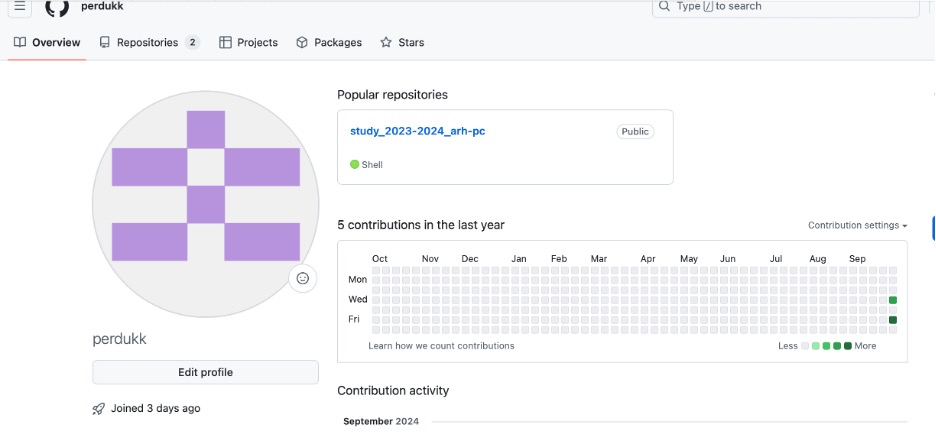 perdukk
Type / to search
Overview
Repositories 2
Projects
Packages
Stars
Popular repositories
study_2023-2024_arh-pc
Public
Shell
5 contributions in the last year
Contribution settings
Oct Nov Dec Jan Feb Mar Apr May Jun Jul Aug Sep
Mon
Wed
Fri
Learn how we count contributions
Less More
perdukk
Edit profile
Joined 3 days ago
Contribution activity
September 2024